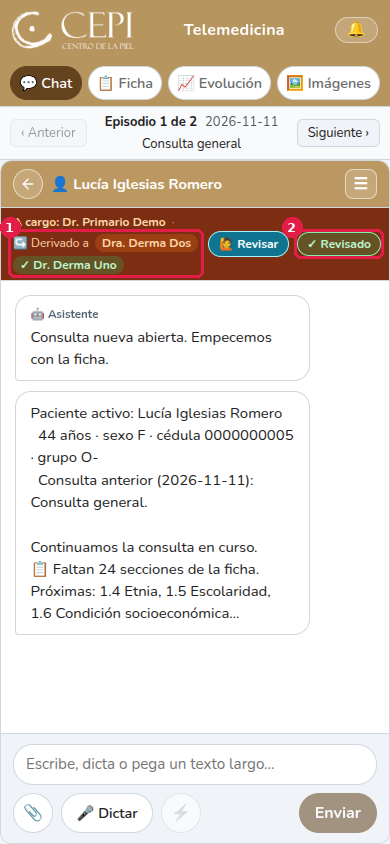 CEPI
CENTRO DE LA PIEL
Telemedicina
🔔
💬 Chat
📋 Ficha
📈 Evolución
🖼️ Imágenes
‹ Anterior
Episodio 1 de 2 2026-11-11
Consulta general
Siguiente ›
← 👤 Lucía Iglesias Romero ☰
A cargo: Dr. Primario Demo ·
1
2
↪️ Derivado a Dra. Derma Dos
✓ Dr. Derma Uno
🙋 Revisar
✓ Revisado
🤖 Asistente
Consulta nueva abierta. Empecemos
con la ficha.
Paciente activo: Lucía Iglesias Romero
44 años · sexo F · cédula 0000000005
· grupo O-
Consulta anterior (2026-11-11):
Consulta general.
Continuamos la consulta en curso.
📋 Faltan 24 secciones de la ficha.
Próximas: 1.4 Etnia, 1.5 Escolaridad,
1.6 Condición socioeconómica...
Escribe, dicta o pega un texto largo...
📎
🎤 Dictar
⚡
Enviar